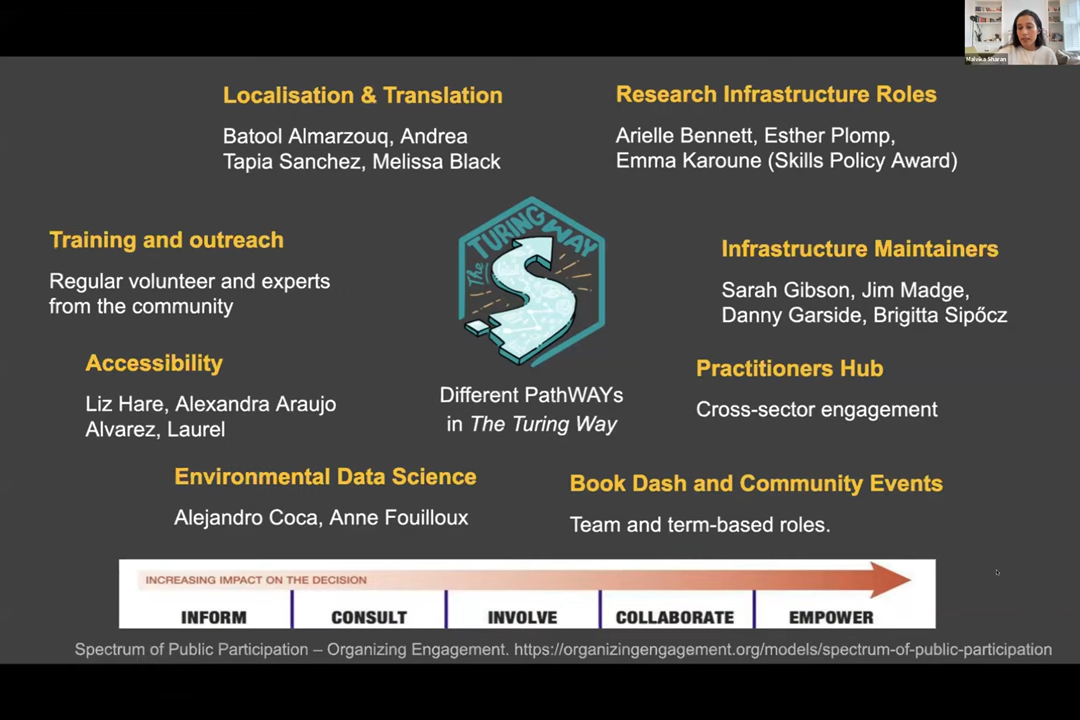 Malvika Sharan
Localisation & Translation
Batool Almarzouq, Andrea
Tapia Sanchez, Melissa Black
Research Infrastructure Roles
Arielle Bennett, Esther Plomp,
Emma Karoune (Skills Policy Award)
Training and outreach
Regular volunteer and experts
from the community
The TURING WAY
Infrastructure Maintainers
Sarah Gibson, Jim Madge,
Danny Garside, Brigitta Sipőcz
Accessibility
Liz Hare, Alexandra Araujo
Alvarez, Laurel
Different PathWAYs
in The Turing Way
Practitioners Hub
Cross-sector engagement
Environmental Data Science
Alejandro Coca, Anne Fouilloux
Book Dash and Community Events
Team and term-based roles.
INCREASING IMPACT ON THE DECISION
INFORM CONSULT INVOLVE COLLABORATE EMPOWER
Spectrum of Public Participation – Organizing Engagement. https://organizingengagement.org/models/spectrum-of-public-participation